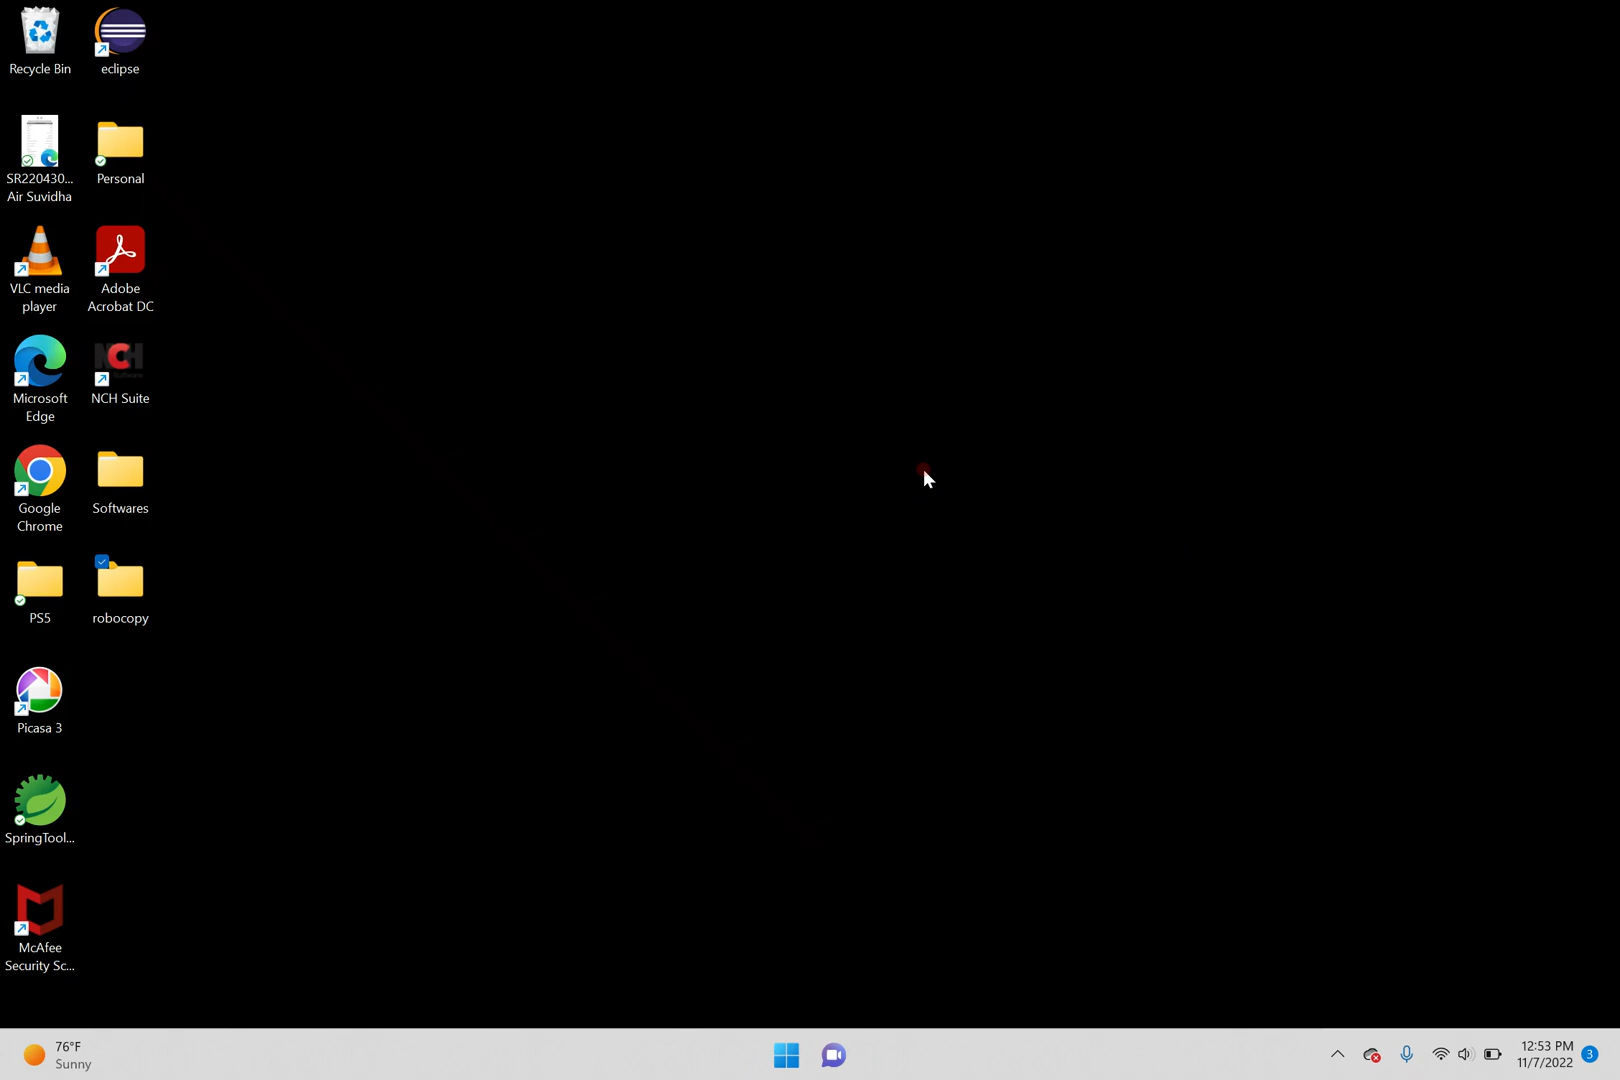 Recycle Bin
eclipse
SR220430...
Air Suvidha
Personal
VLC media
player
Adobe
Acrobat DC
Microsoft
Edge
NCH
NCH Suite
Google
Chrome
Softwares
PS5
robocopy
Picasa 3
SpringTool...
McAfee
Security Sc...
76°F
Sunny
12:53 PM
11/7/2022
3